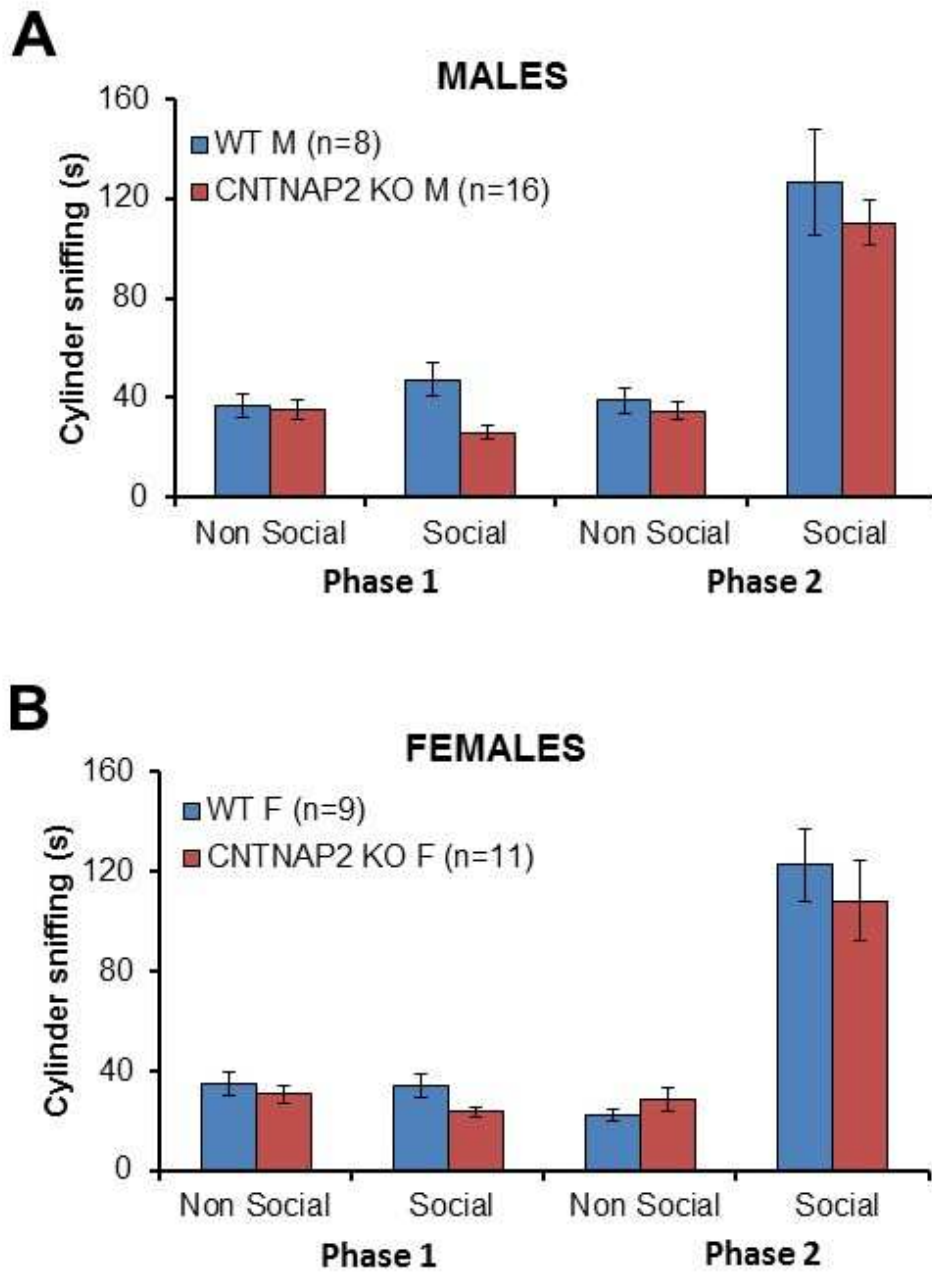 A
MALES
160
120
80
40
0
Cylinder sniffing (s)
WT M (n=8)
CNTNAP2 KO M (n=16)
Non Social Social Non Social Social
Phase 1 Phase 2
B
FEMALES
160
120
80
40
0
Cylinder sniffing (s)
WT F (n=9)
CNTNAP2 KO F (n=11)
Non Social Social Non Social Social
Phase 1 Phase 2